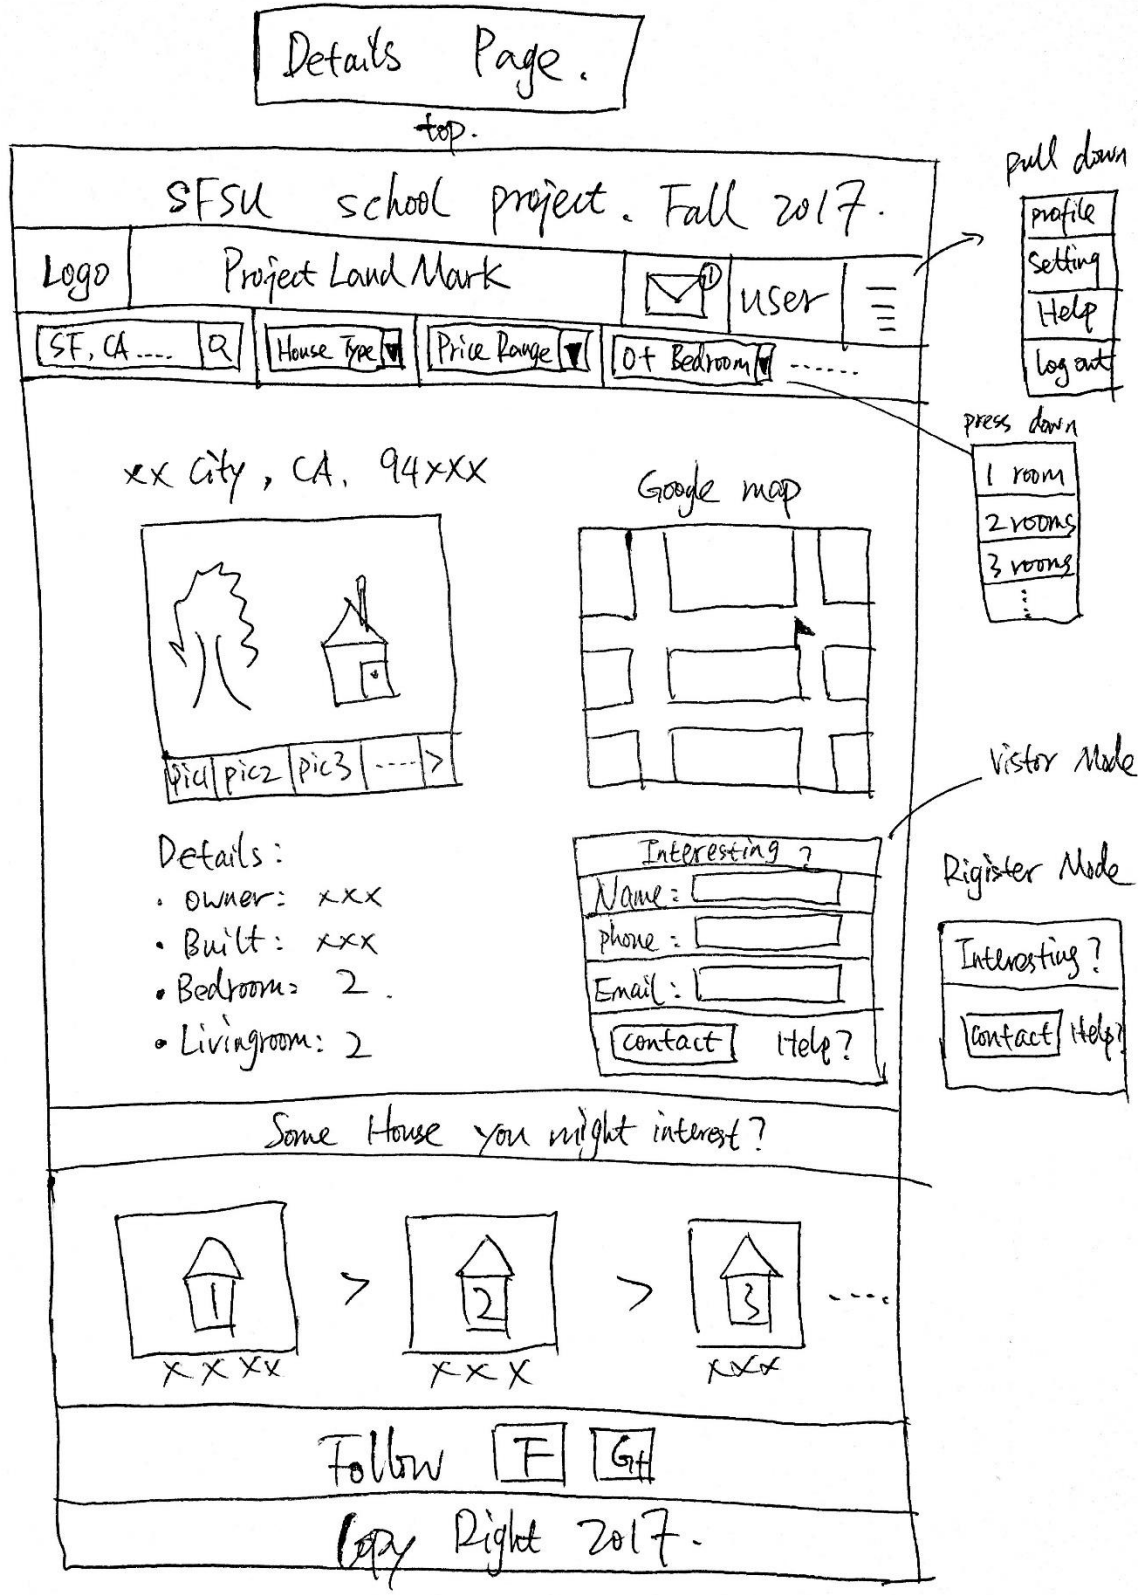 Details Page.
top.
SFSU school project. Fall 2017.
Logo
Project LandMark
1
user
SF, CA ....
House Type
Price Range
0+ Bedroom
......
pull down
profile
Setting
Help
log out
press down
1 room
2 rooms
3 rooms
...
xx City, CA. 94xxx
Google map
pic1 pic2 pic3 ..... >
Details:
• owner: xxx
• Built: xxx
• Bedroom: 2.
• Livingroom: 2
Vistor Mode
Interesting ?
Name:
phone:
Email:
contact Help?
Rigister Mode
Interesting?
contact Help?
Some House you might interest?
1 > 2 > 3 .....
xxxx xxx xxx
Follow F G+
Copy Right 2017.